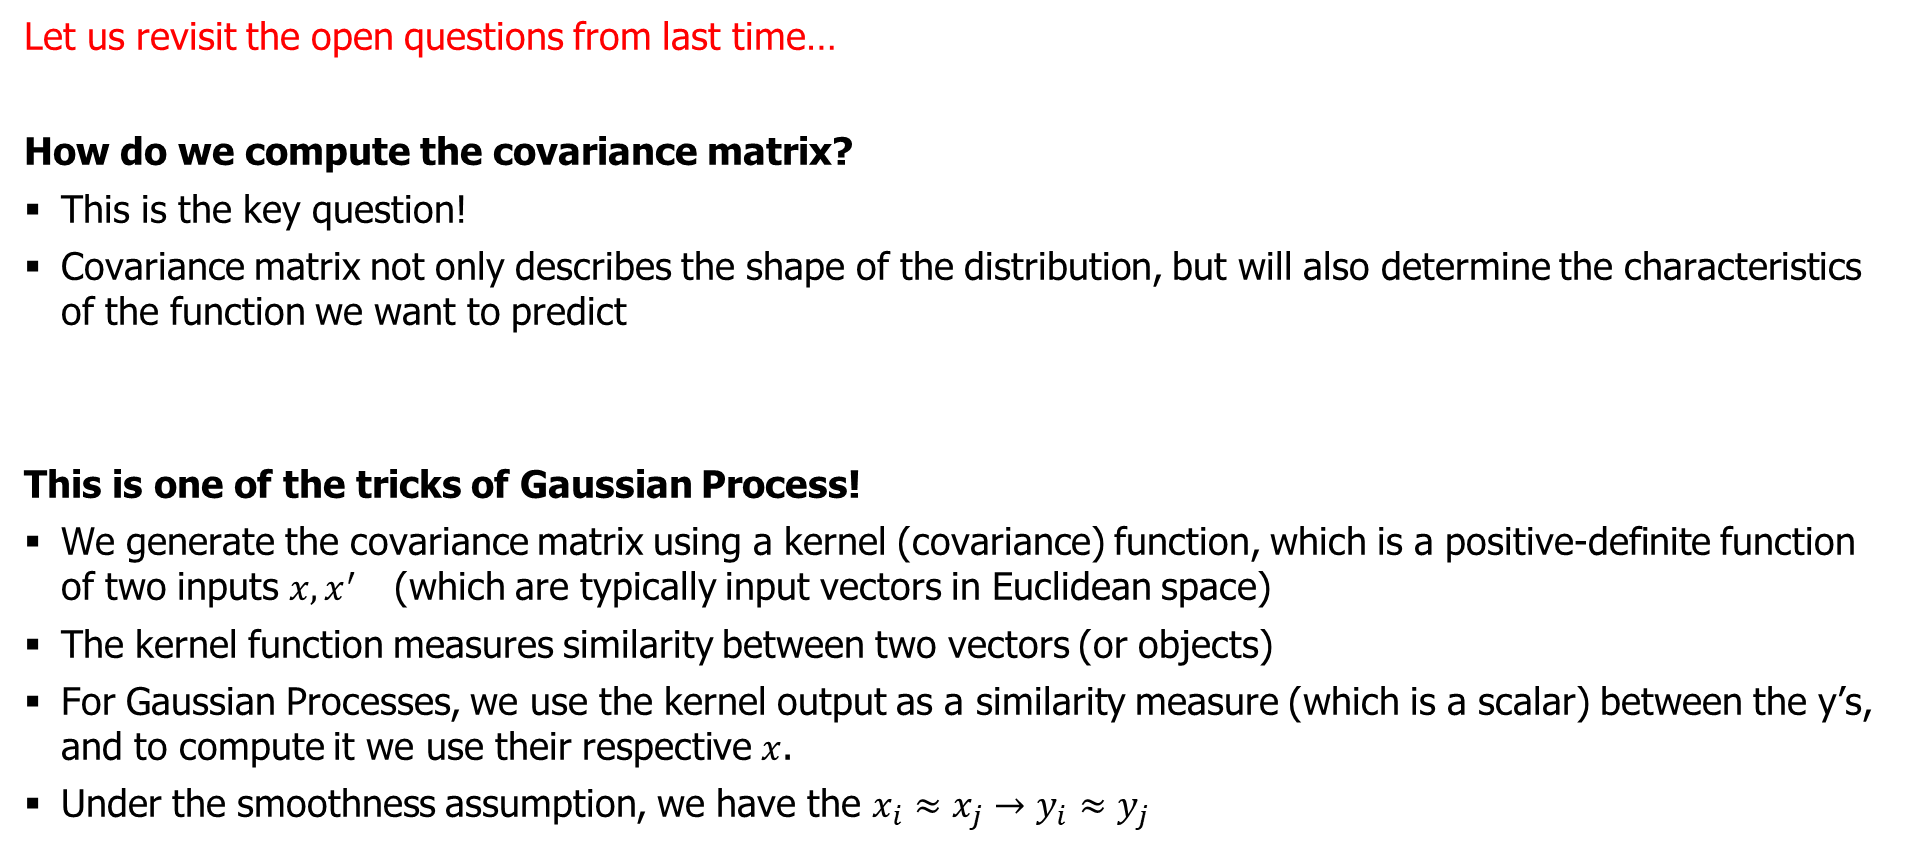 Let us revisit the open questions from last time…
How do we compute the covariance matrix?
▪ This is the key question!
▪ Covariance matrix not only describes the shape of the distribution, but will also determine the characteristics
of the function we want to predict
This is one of the tricks of Gaussian Process!
▪ We generate the covariance matrix using a kernel (covariance) function, which is a positive-definite function
of two inputs 𝑥, 𝑥′ (which are typically input vectors in Euclidean space)
▪ The kernel function measures similarity between two vectors (or objects)
▪ For Gaussian Processes, we use the kernel output as a similarity measure (which is a scalar) between the y’s,
and to compute it we use their respective 𝑥.
▪ Under the smoothness assumption, we have the 𝑥ᵢ ≈ 𝑥ⱼ → 𝑦ᵢ ≈ 𝑦ⱼ